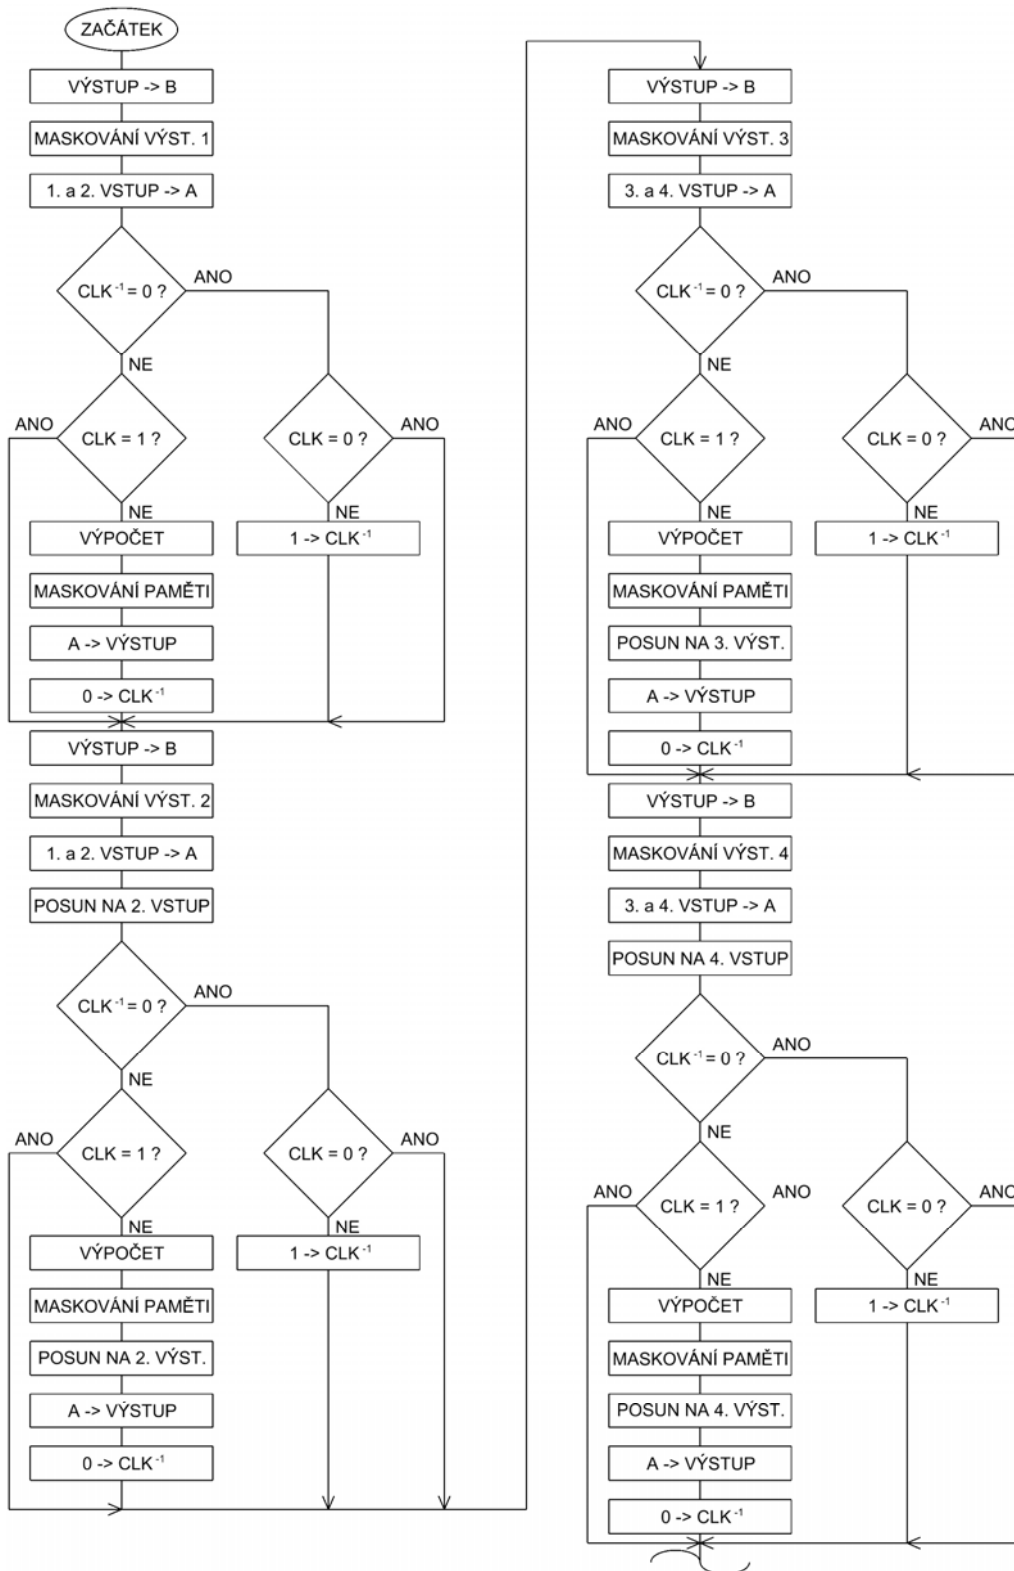 ZAČÁTEK
VÝSTUP -> B
MASKOVÁNÍ VÝST. 1
1. a 2. VSTUP -> A
CLK⁻¹ = 0 ?
ANO
NE
ANO
CLK = 1 ?
CLK = 0 ?
ANO
NE
NE
VÝPOČET
1 -> CLK⁻¹
MASKOVÁNÍ PAMĚTI
A -> VÝSTUP
0 -> CLK⁻¹
VÝSTUP -> B
MASKOVÁNÍ VÝST. 2
1. a 2. VSTUP -> A
POSUN NA 2. VSTUP
CLK⁻¹ = 0 ?
ANO
NE
ANO
CLK = 1 ?
CLK = 0 ?
ANO
NE
NE
VÝPOČET
1 -> CLK⁻¹
MASKOVÁNÍ PAMĚTI
POSUN NA 2. VÝST.
A -> VÝSTUP
0 -> CLK⁻¹
VÝSTUP -> B
MASKOVÁNÍ VÝST. 3
3. a 4. VSTUP -> A
CLK⁻¹ = 0 ?
ANO
NE
ANO
CLK = 1 ?
CLK = 0 ?
ANO
NE
NE
VÝPOČET
1 -> CLK⁻¹
MASKOVÁNÍ PAMĚTI
POSUN NA 3. VÝST.
A -> VÝSTUP
0 -> CLK⁻¹
VÝSTUP -> B
MASKOVÁNÍ VÝST. 4
3. a 4. VSTUP -> A
POSUN NA 4. VSTUP
CLK⁻¹ = 0 ?
ANO
NE
ANO
CLK = 1 ?
ANO
CLK = 0 ?
ANO
NE
NE
VÝPOČET
1 -> CLK⁻¹
MASKOVÁNÍ PAMĚTI
POSUN NA 4. VÝST.
A -> VÝSTUP
0 -> CLK⁻¹